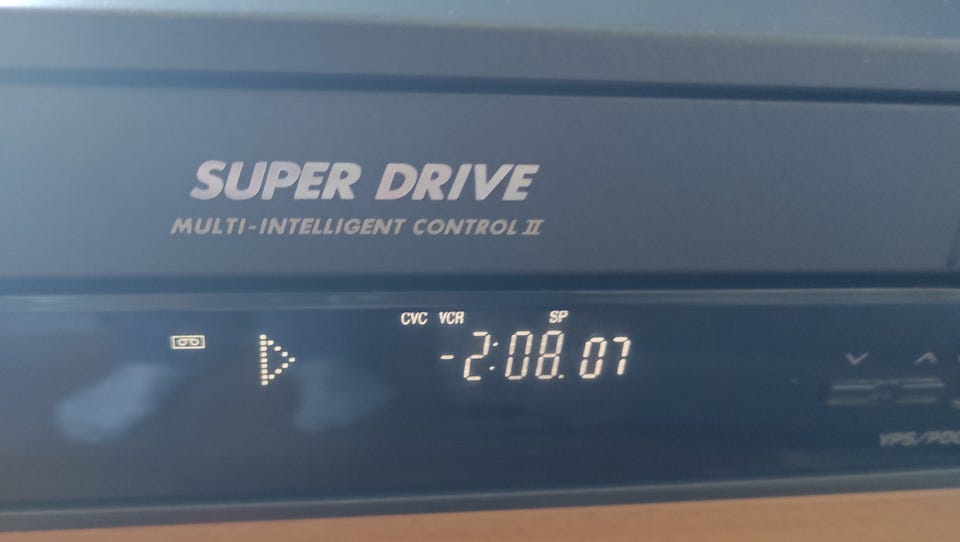 SUPER DRIVE
MULTI-INTELLIGENT CONTROL II
CVC VCR SP
-2:08.07